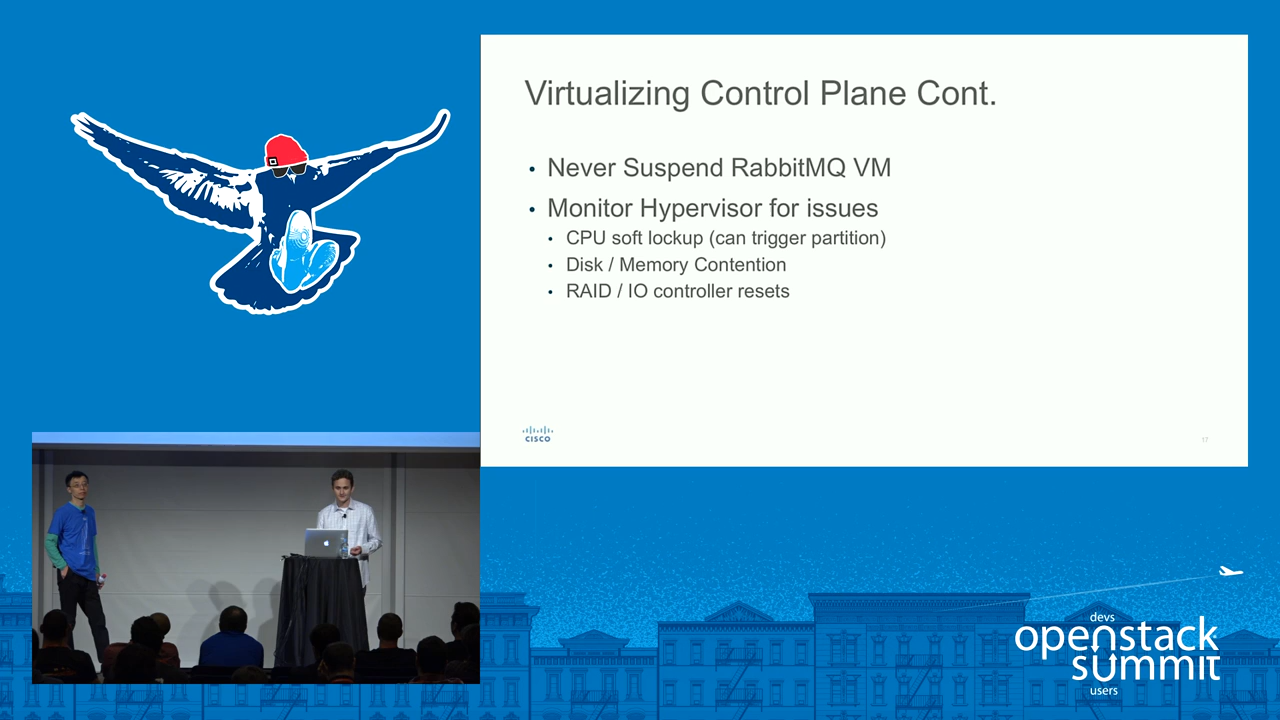 Virtualizing Control Plane Cont.
• Never Suspend RabbitMQ VM
• Monitor Hypervisor for issues
• CPU soft lockup (can trigger partition)
• Disk / Memory Contention
• RAID / IO controller resets
CISCO
17
devs
openstack
summit
users